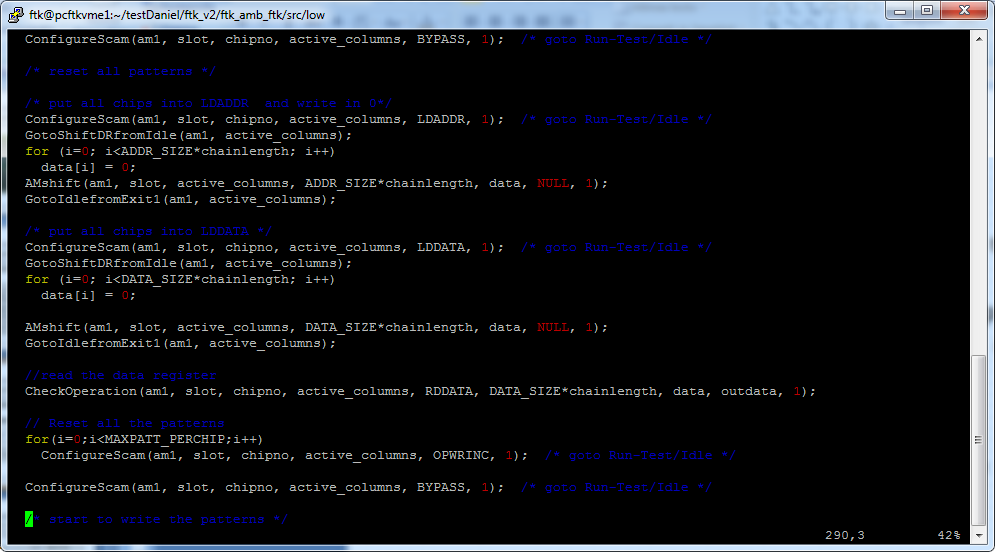 ftk@pcftkvme1:~/testDaniel/ftk_v2/ftk_amb_ftk/src/low
ConfigureScam(am1, slot, chipno, active_columns, BYPASS, 1);  /* goto Run-Test/Idle */
/* reset all patterns */
/* put all chips into LDADDR  and write in 0*/
ConfigureScam(am1, slot, chipno, active_columns, LDADDR, 1);  /* goto Run-Test/Idle */
GotoShiftDRfromIdle(am1, active_columns);
for (i=0; i<ADDR_SIZE*chainlength; i++)
  data[i] = 0;
AMshift(am1, slot, active_columns, ADDR_SIZE*chainlength, data, NULL, 1);
GotoIdlefromExit1(am1, active_columns);
/* put all chips into LDDATA */
ConfigureScam(am1, slot, chipno, active_columns, LDDATA, 1);  /* goto Run-Test/Idle */
GotoShiftDRfromIdle(am1, active_columns);
for (i=0; i<DATA_SIZE*chainlength; i++)
  data[i] = 0;
AMshift(am1, slot, active_columns, DATA_SIZE*chainlength, data, NULL, 1);
GotoIdlefromExit1(am1, active_columns);
//read the data register
CheckOperation(am1, slot, chipno, active_columns, RDDATA, DATA_SIZE*chainlength, data, outdata, 1);
// Reset all the patterns
for(i=0;i<MAXPATT_PERCHIP;i++)
  ConfigureScam(am1, slot, chipno, active_columns, OPWRINC, 1);  /* goto Run-Test/Idle */
ConfigureScam(am1, slot, chipno, active_columns, BYPASS, 1);  /* goto Run-Test/Idle */
/* start to write the patterns */
290,3 42%